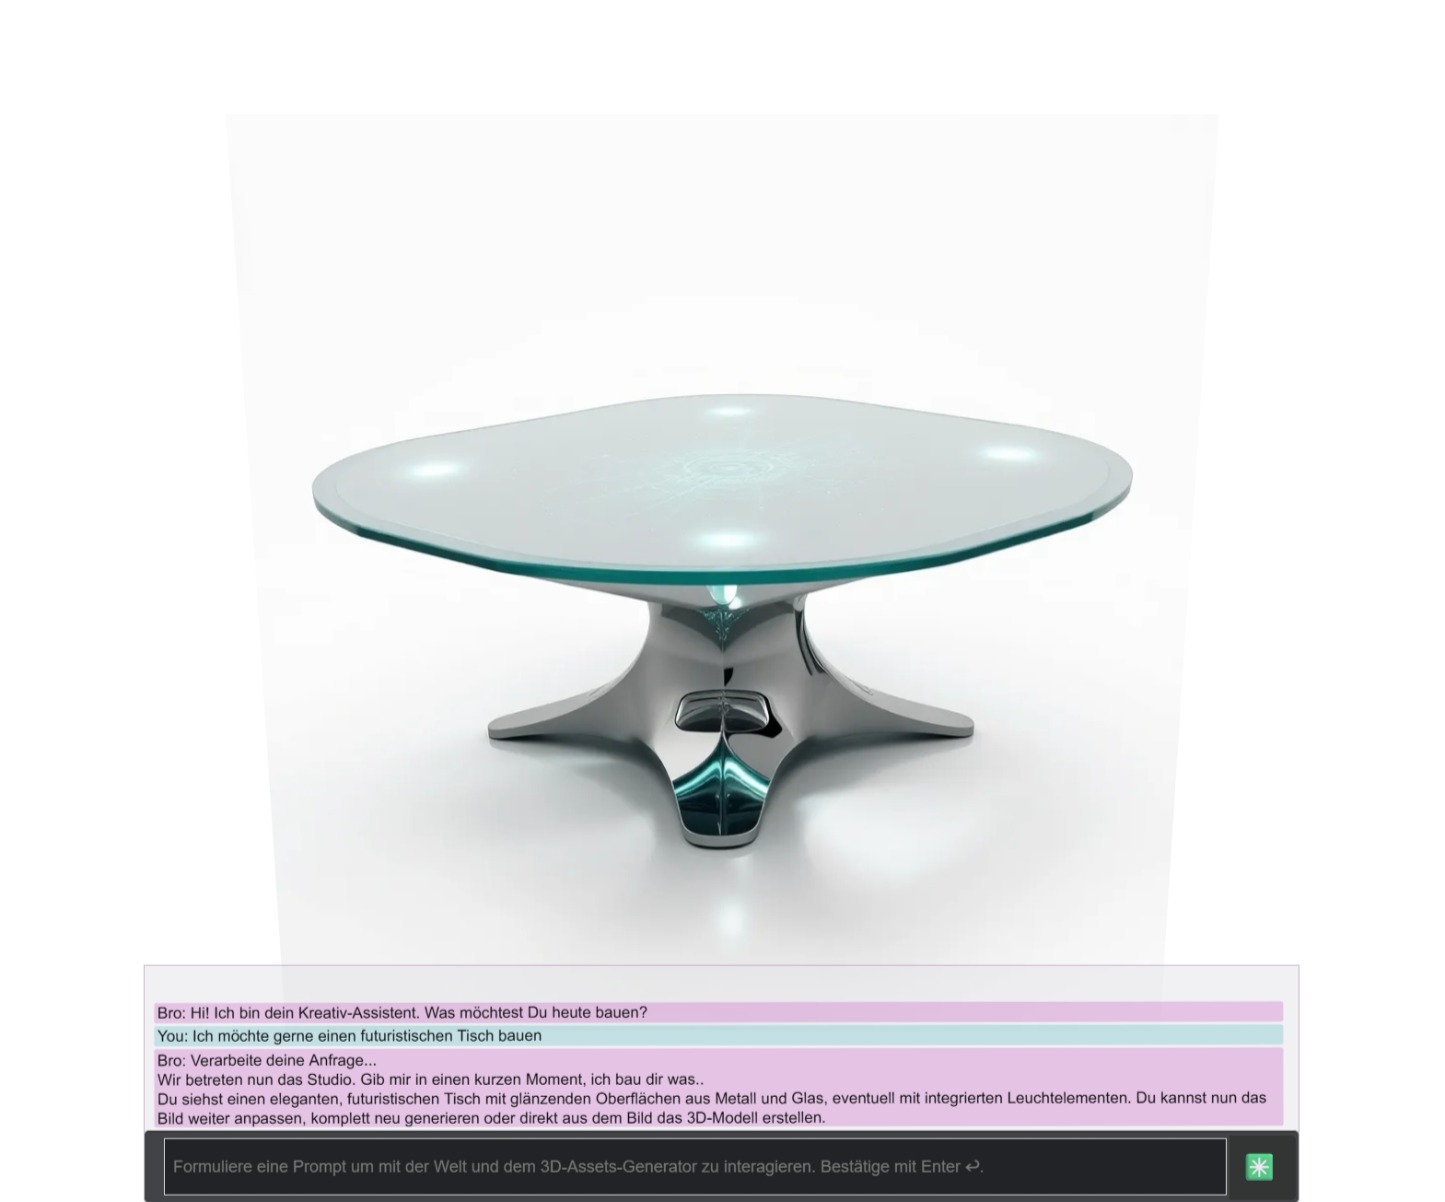 Bro: Hi! Ich bin dein Kreativ-Assistent. Was möchtest Du heute bauen?
You: Ich möchte gerne einen futuristischen Tisch bauen
Bro: Verarbeite deine Anfrage...
Wir betreten nun das Studio. Gib mir in einen kurzen Moment, ich bau dir was..
Du siehst einen eleganten, futuristischen Tisch mit glänzenden Oberflächen aus Metall und Glas, eventuell mit integrierten Leuchtelementen. Du kannst nun das
Bild weiter anpassen, komplett neu generieren oder direkt aus dem Bild das 3D-Modell erstellen.
Formuliere eine Prompt um mit der Welt und dem 3D-Assets-Generator zu interagieren. Bestätige mit Enter ↩.